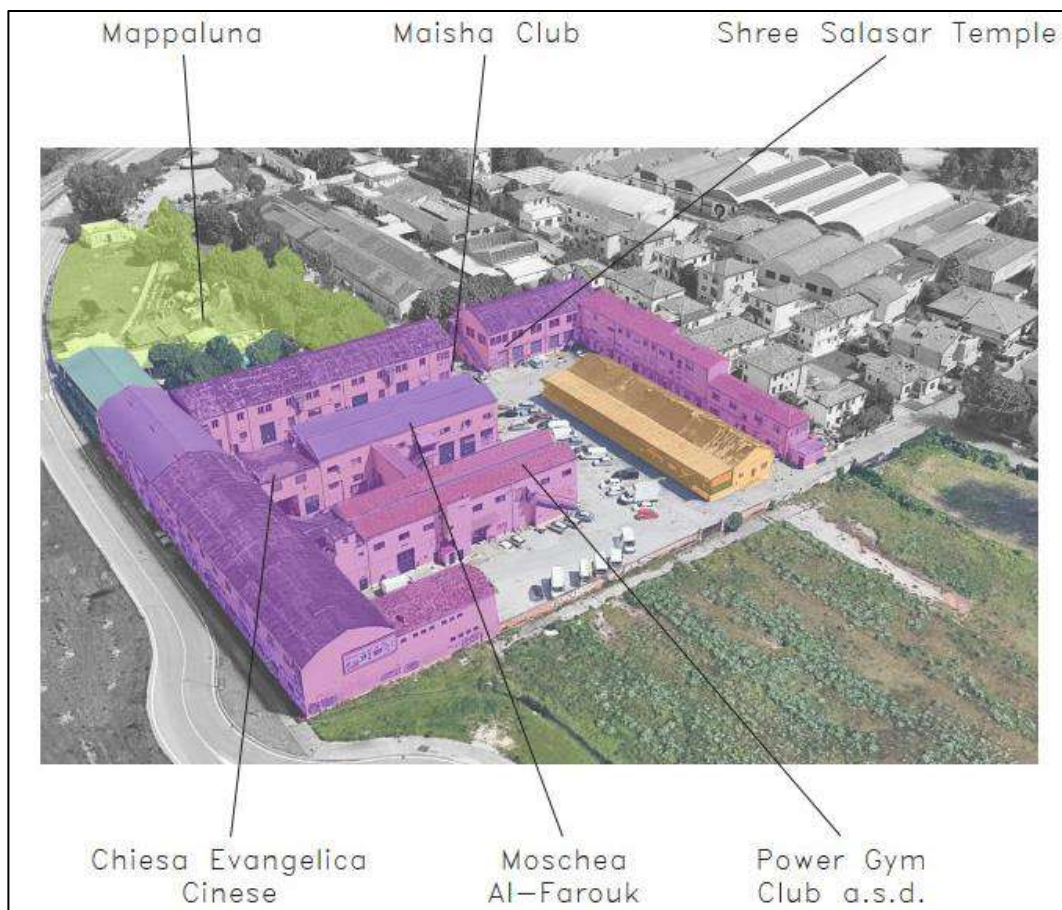 Mappaluna
Maisha Club
Shree Salasar Temple
Chiesa Evangelica
Cinese
Moschea
Al-Farouk
Power Gym
Club a.s.d.